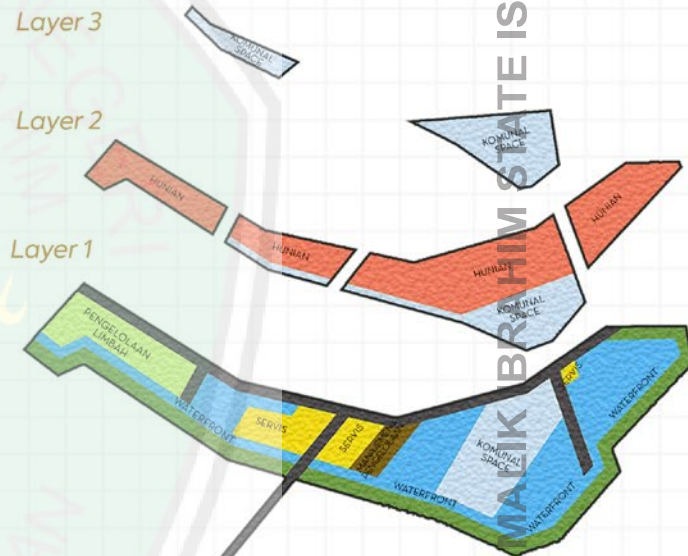 Layer 3
KOMUNAL
SPACE
Layer 2
KOMUNAL
SPACE
HUNIAN
HUNIAN
HUNIAN
HUNIAN
KOMUNAL
SPACE
Layer 1
PENGELOLAAN
LIMBAH
WATERFRONT
SERVIS
SERVIS
SERVIS
KOMUNAL
SPACE
WATERFRONT
WATERFRONT
WATERFRONT
MALIK IBRAHIM STATE IS